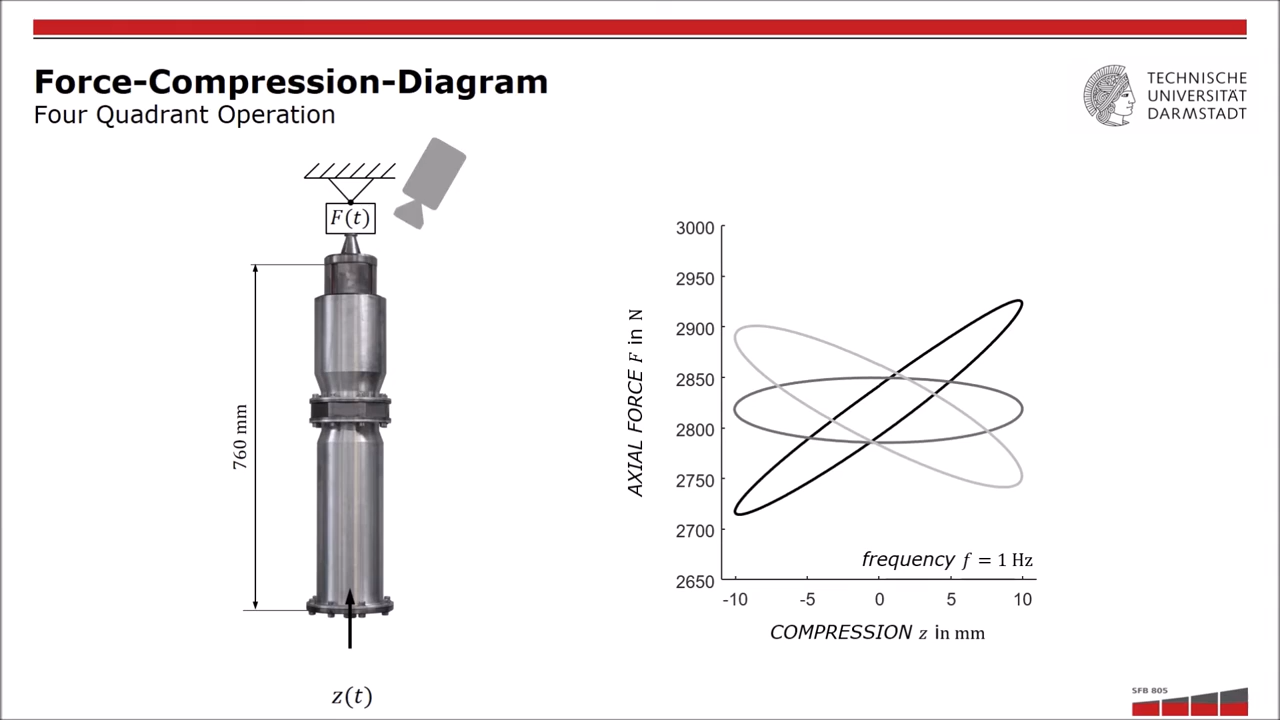 Force-Compression-Diagram
Four Quadrant Operation
TECHNISCHE
UNIVERSITÄT
DARMSTADT
F(t)
760 mm
z(t)
AXIAL FORCE F in N
3000
2950
2900
2850
2800
2750
2700
2650
frequency f = 1 Hz
-10 -5 0 5 10
COMPRESSION z in mm
SFB 805